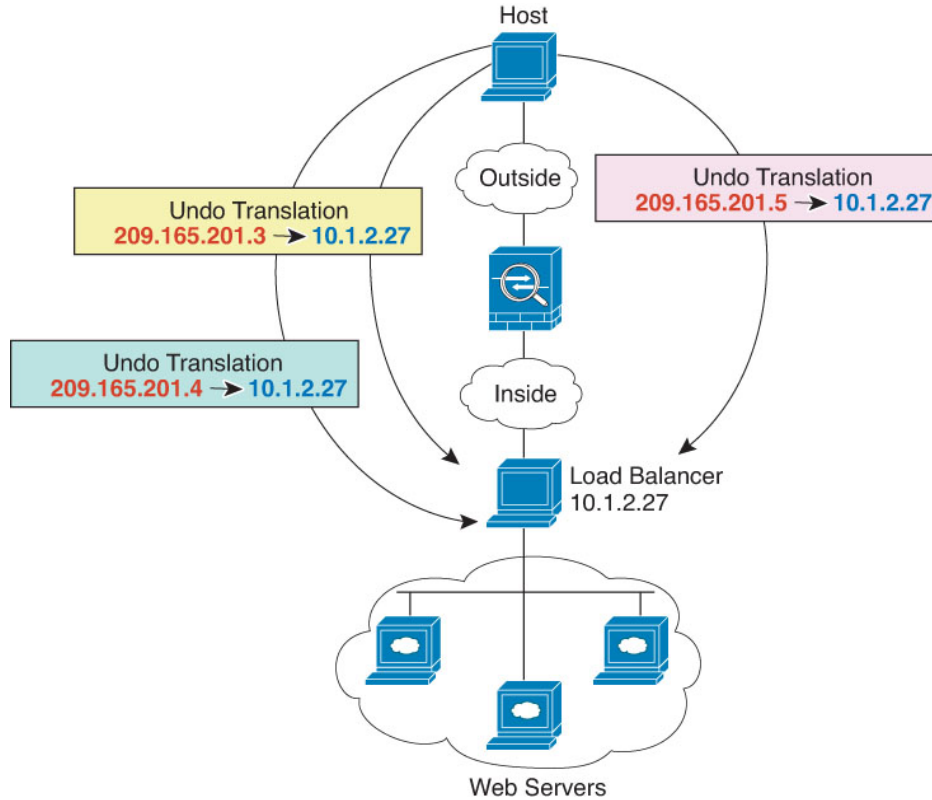 Host
Outside
Undo Translation
209.165.201.3 → 10.1.2.27
Undo Translation
209.165.201.5 → 10.1.2.27
Undo Translation
209.165.201.4 → 10.1.2.27
Inside
Load Balancer
10.1.2.27
Web Servers